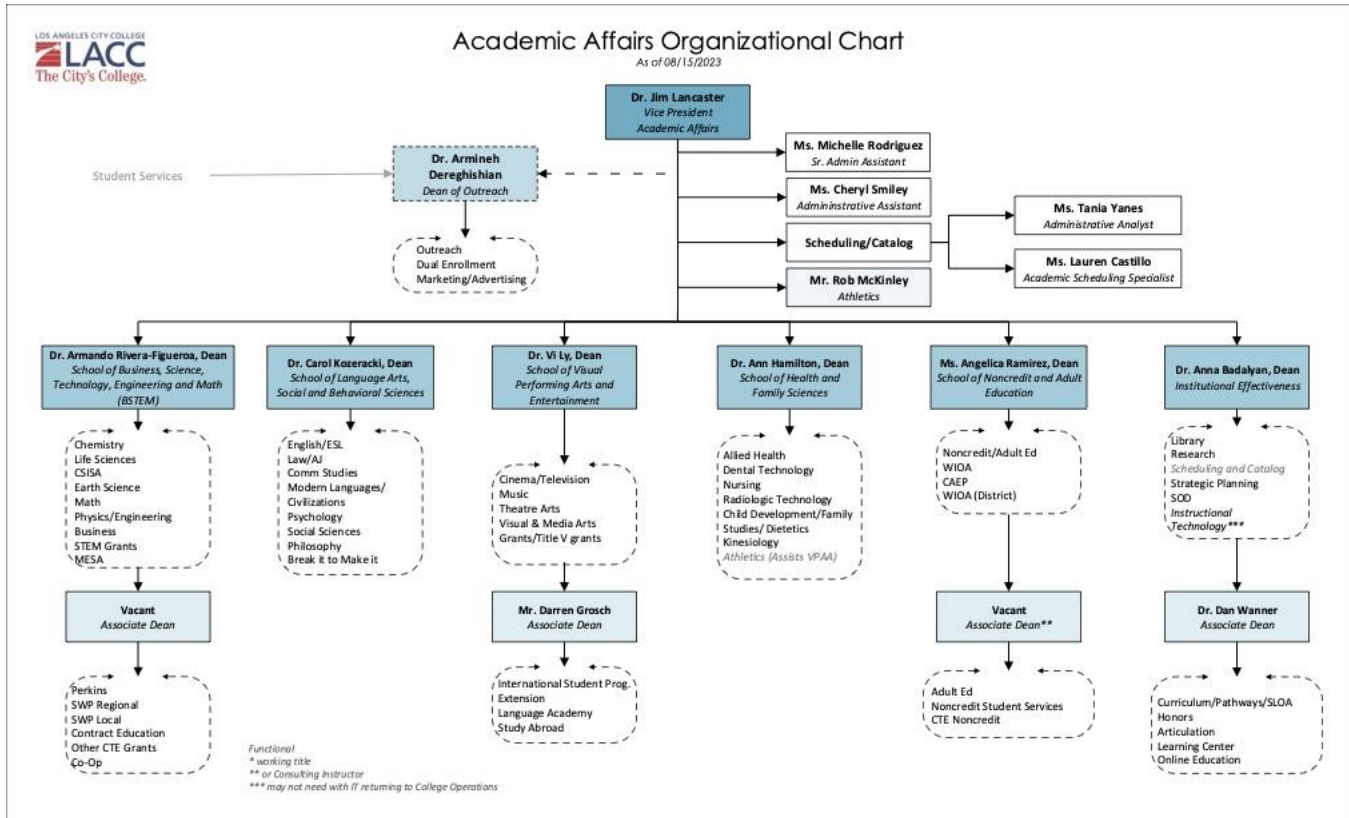 LOS ANGELES CITY COLLEGE
LACC
The City's College.
Academic Affairs Organizational Chart
As of 08/15/2023
Dr. Jim Lancaster
Vice President
Academic Affairs
Student Services
Dr. Armineh
Dereghishian
Dean of Outreach
Outreach
Dual Enrollment
Marketing/Advertising
Ms. Michelle Rodriguez
Sr. Admin Assistant
Ms. Cheryl Smiley
Admininstrative Assistant
Scheduling/Catalog
Mr. Rob McKinley
Athletics
Ms. Tania Yanes
Administrative Analyst
Ms. Lauren Castillo
Academic Scheduling Specialist
Dr. Armando Rivera-Figueroa, Dean
School of Business, Science,
Technology, Engineering and Math
(BSTEM)
Chemistry
Life Sciences
CSISA
Earth Science
Math
Physics/Engineering
Business
STEM Grants
MESA
Vacant
Associate Dean
Perkins
SWP Regional
SWP Local
Contract Education
Other CTE Grants
Co-Op
Dr. Carol Kozeracki, Dean
School of Language Arts,
Social and Behavioral Sciences
English/ESL
Law/AJ
Comm Studies
Modern Languages/
Civilizations
Psychology
Social Sciences
Philosophy
Break it to Make it
Dr. Vi Ly, Dean
School of Visual
Performing Arts and
Entertainment
Cinema/Television
Music
Theatre Arts
Visual & Media Arts
Grants/Title V grants
Mr. Darren Grosch
Associate Dean
International Student Prog.
Extension
Language Academy
Study Abroad
Dr. Ann Hamilton, Dean
School of Health and
Family Sciences
Allied Health
Dental Technology
Nursing
Radiologic Technology
Child Development/Family
Studies/ Dietetics
Kinesiology
Athletics (Assists VPAA)
Ms. Angelica Ramirez, Dean
School of Noncredit and Adult
Education
Noncredit/Adult Ed
WIOA
CAEP
WIOA (District)
Vacant
Associate Dean**
Adult Ed
Noncredit Student Services
CTE Noncredit
Dr. Anna Badalyan, Dean
Institutional Effectiveness
Library
Research
Scheduling and Catalog
Strategic Planning
SOD
Instructional
Technology***
Dr. Dan Wanner
Associate Dean
Curriculum/Pathways/SLOA
Honors
Articulation
Learning Center
Online Education
Functional
* working title
** or Consulting Instructor
*** may not need with IT returning to College Operations